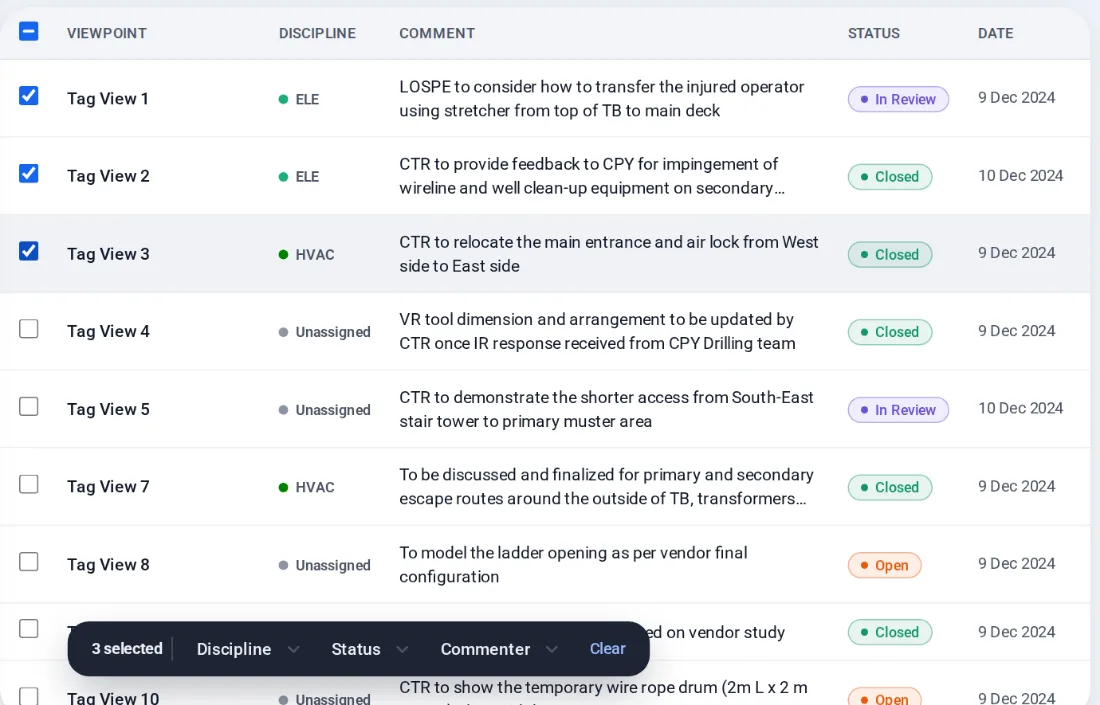 VIEWPOINT DISCIPLINE COMMENT STATUS DATE
Tag View 1 ELE LOSPE to consider how to transfer the injured operator
using stretcher from top of TB to main deck In Review 9 Dec 2024
Tag View 2 ELE CTR to provide feedback to CPY for impingement of
wireline and well clean-up equipment on secondary… Closed 10 Dec 2024
Tag View 3 HVAC CTR to relocate the main entrance and air lock from West
side to East side Closed 9 Dec 2024
Tag View 4 Unassigned VR tool dimension and arrangement to be updated by
CTR once IR response received from CPY Drilling team Closed 9 Dec 2024
Tag View 5 Unassigned CTR to demonstrate the shorter access from South-East
stair tower to primary muster area In Review 10 Dec 2024
Tag View 7 HVAC To be discussed and finalized for primary and secondary
escape routes around the outside of TB, transformers… Closed 9 Dec 2024
Tag View 8 Unassigned To model the ladder opening as per vendor final
configuration Open 9 Dec 2024
on vendor study Closed 9 Dec 2024
3 selected Discipline Status Commenter Clear
Tag View 10 Unassigned CTR to show the temporary wire rope drum (2m L x 2 m Open 9 Dec 2024